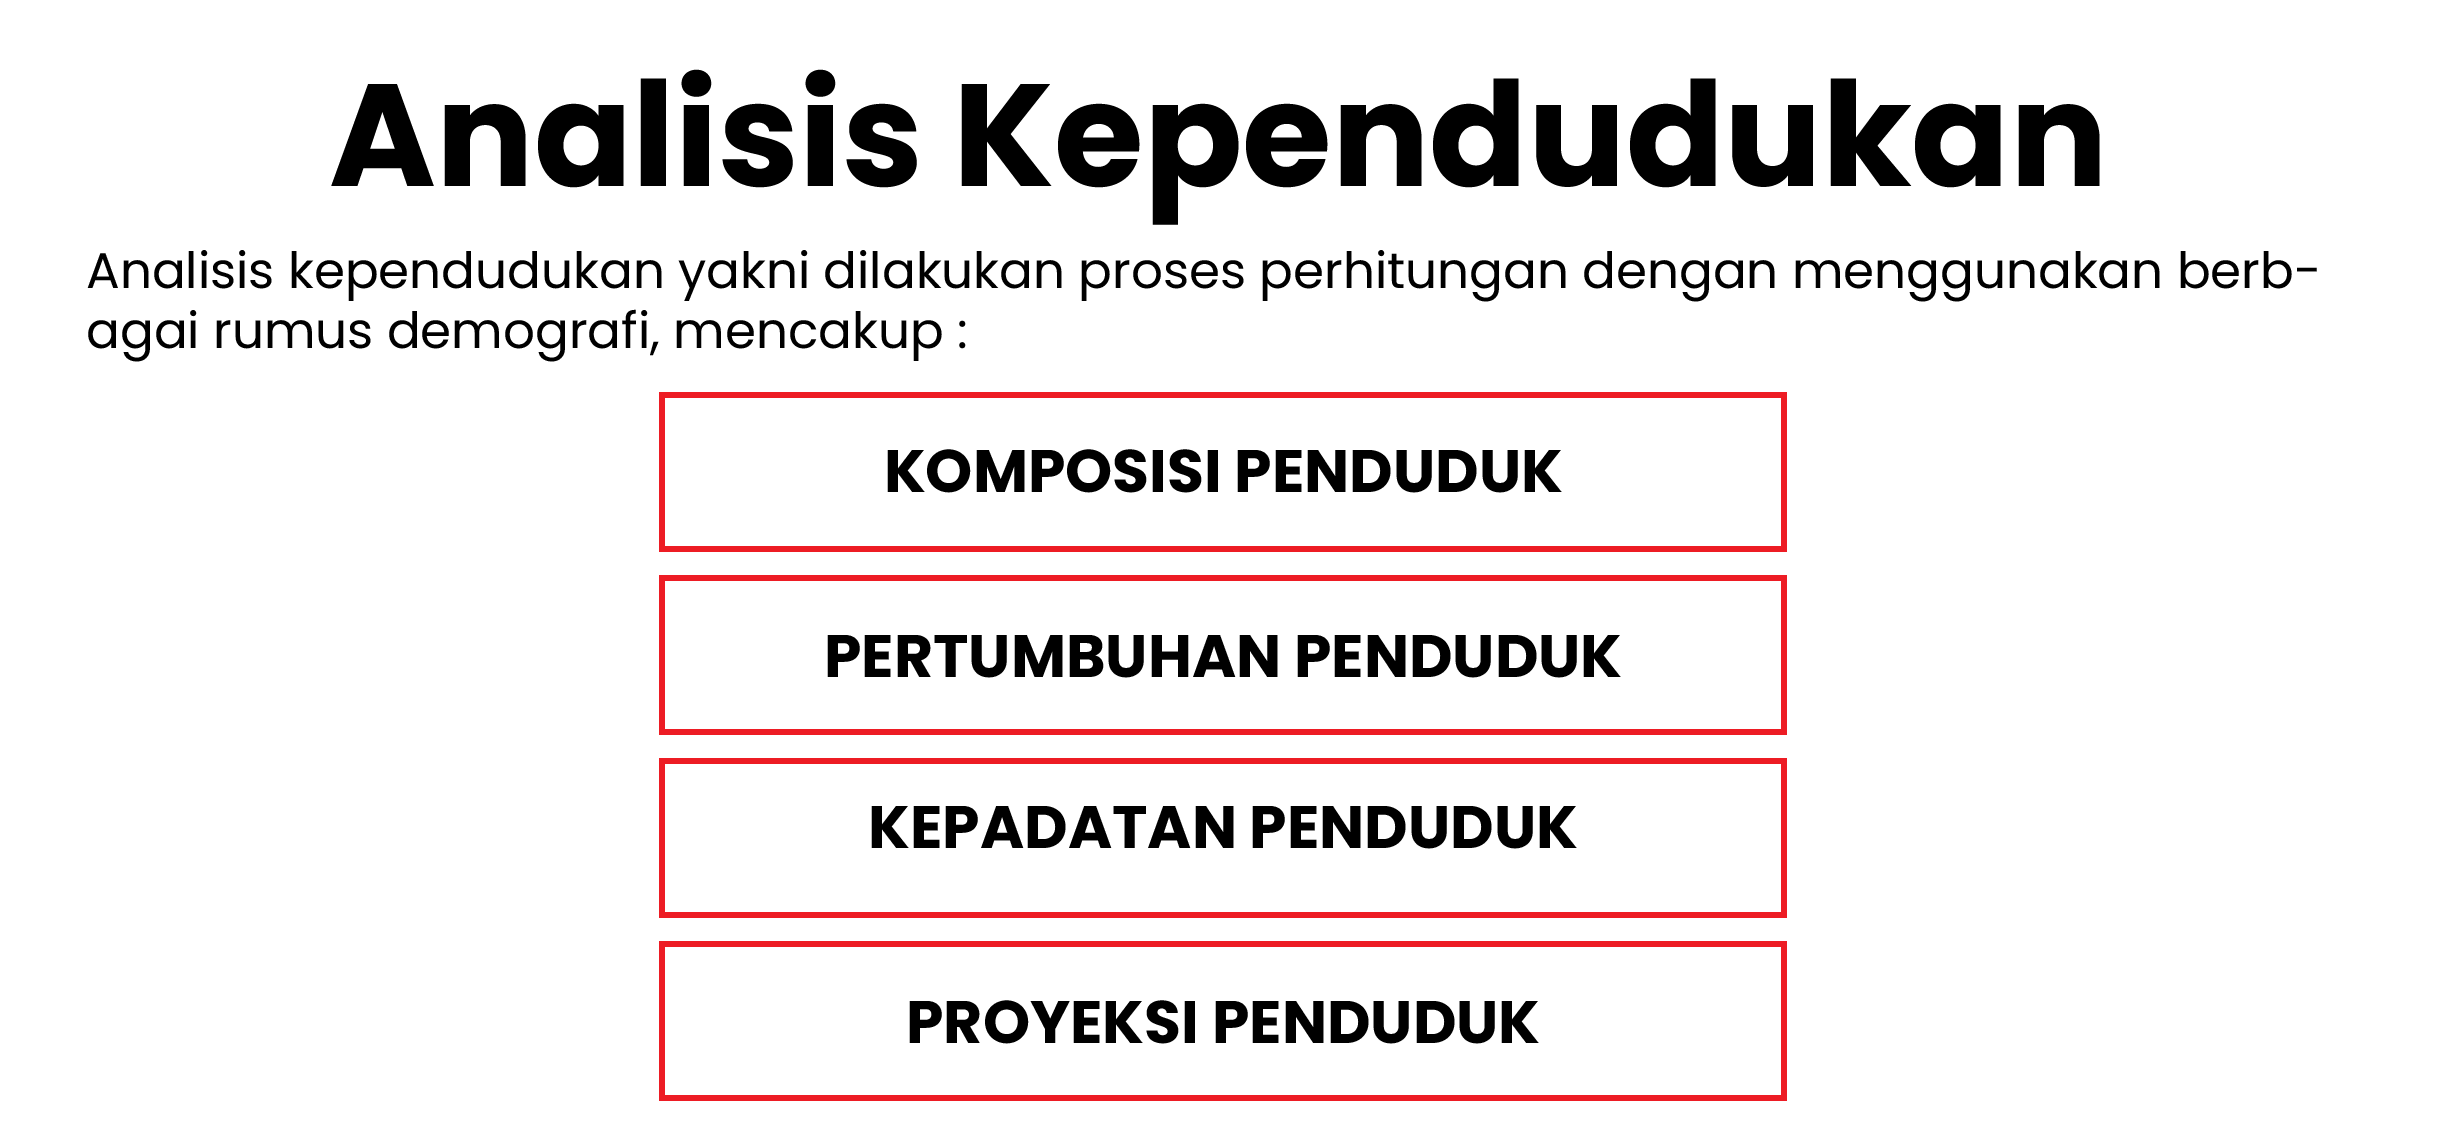 Analisis Kependudukan
Analisis kependudukan yakni dilakukan proses perhitungan dengan menggunakan berb-
agai rumus demografi, mencakup :
KOMPOSISI PENDUDUK
PERTUMBUHAN PENDUDUK
KEPADATAN PENDUDUK
PROYEKSI PENDUDUK